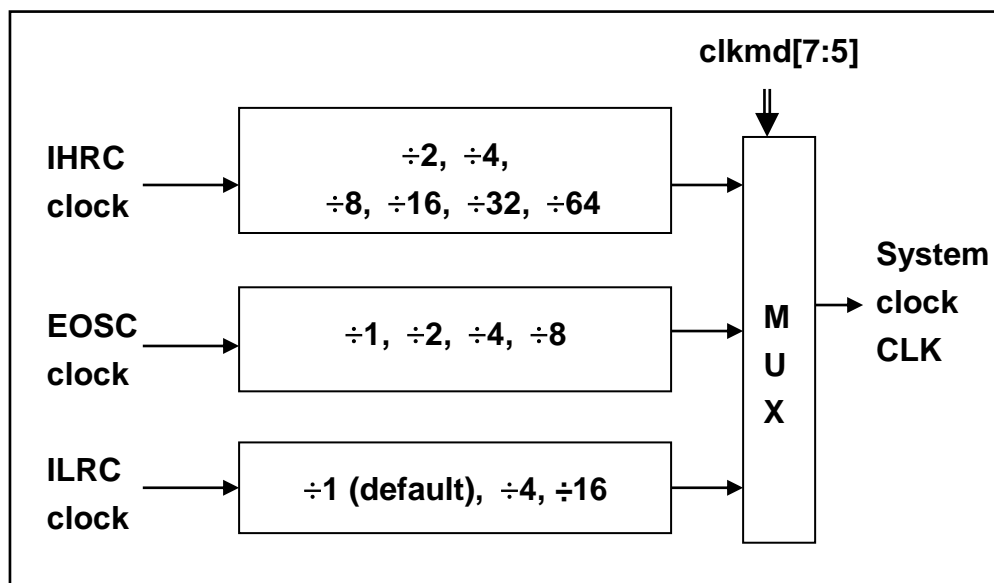 clkmd[7:5]
IHRC
clock
÷2, ÷4,
÷8, ÷16, ÷32, ÷64
EOSC
clock
÷1, ÷2, ÷4, ÷8
ILRC
clock
÷1 (default), ÷4, ÷16
M
U
X
System
clock
CLK